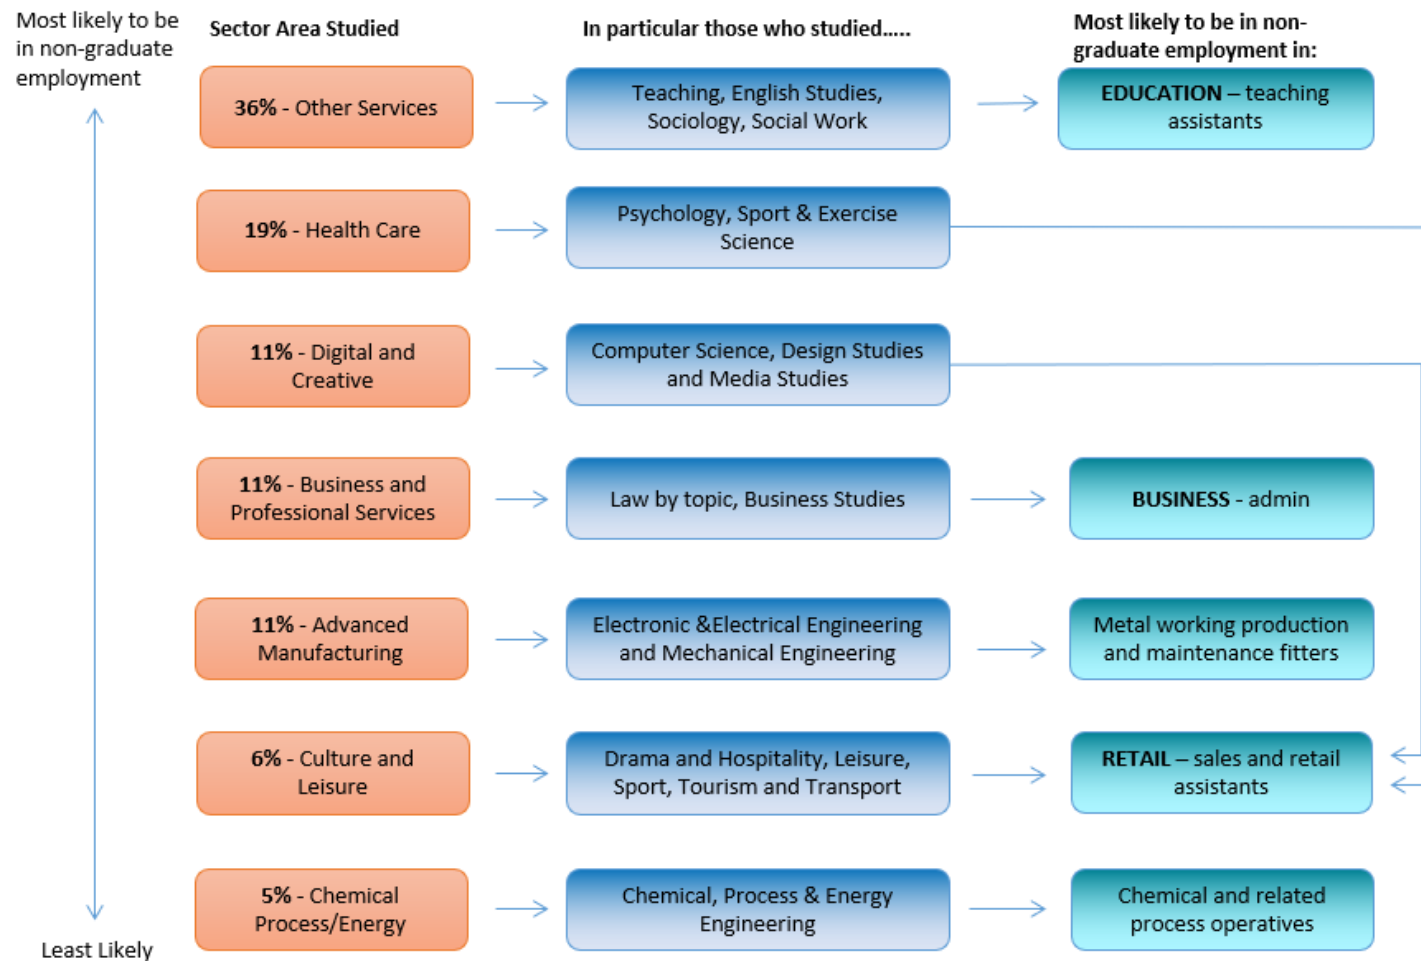 Most likely to be
in non-graduate
employment
Sector Area Studied
In particular those who studied.....
Most likely to be in non-
graduate employment in:
36% - Other Services
Teaching, English Studies,
Sociology, Social Work
EDUCATION – teaching
assistants
19% - Health Care
Psychology, Sport & Exercise
Science
11% - Digital and
Creative
Computer Science, Design Studies
and Media Studies
11% - Business and
Professional Services
Law by topic, Business Studies
BUSINESS - admin
11% - Advanced
Manufacturing
Electronic &Electrical Engineering
and Mechanical Engineering
Metal working production
and maintenance fitters
6% - Culture and
Leisure
Drama and Hospitality, Leisure,
Sport, Tourism and Transport
RETAIL – sales and retail
assistants
5% - Chemical
Process/Energy
Chemical, Process & Energy
Engineering
Chemical and related
process operatives
Least Likely